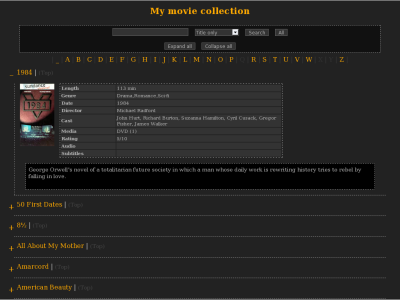 My movie collection
Title only Search All
Expand all Collapse all
A B C D E F G H I J K L M N O P R S T U V W Z
1984 | (Top)
Length 113 min
Genre Drama,Romance,Sci-fi
Date 1984
Director Michael Radford
Cast John Hurt, Richard Burton, Suzanna Hamilton, Cyril Cusack, Gregor Fisher, James Walker
Media DVD (1)
Rating 8/10
Audio
Subtitles
George Orwell's novel of a totalitarian future society in which a man whose daily work is rewriting history tries to rebel by
falling in love.
+ 50 First Dates | (Top)
+ 8½ | (Top)
+ All About My Mother | (Top)
+ Amarcord | (Top)
+ American Beauty | (Top)